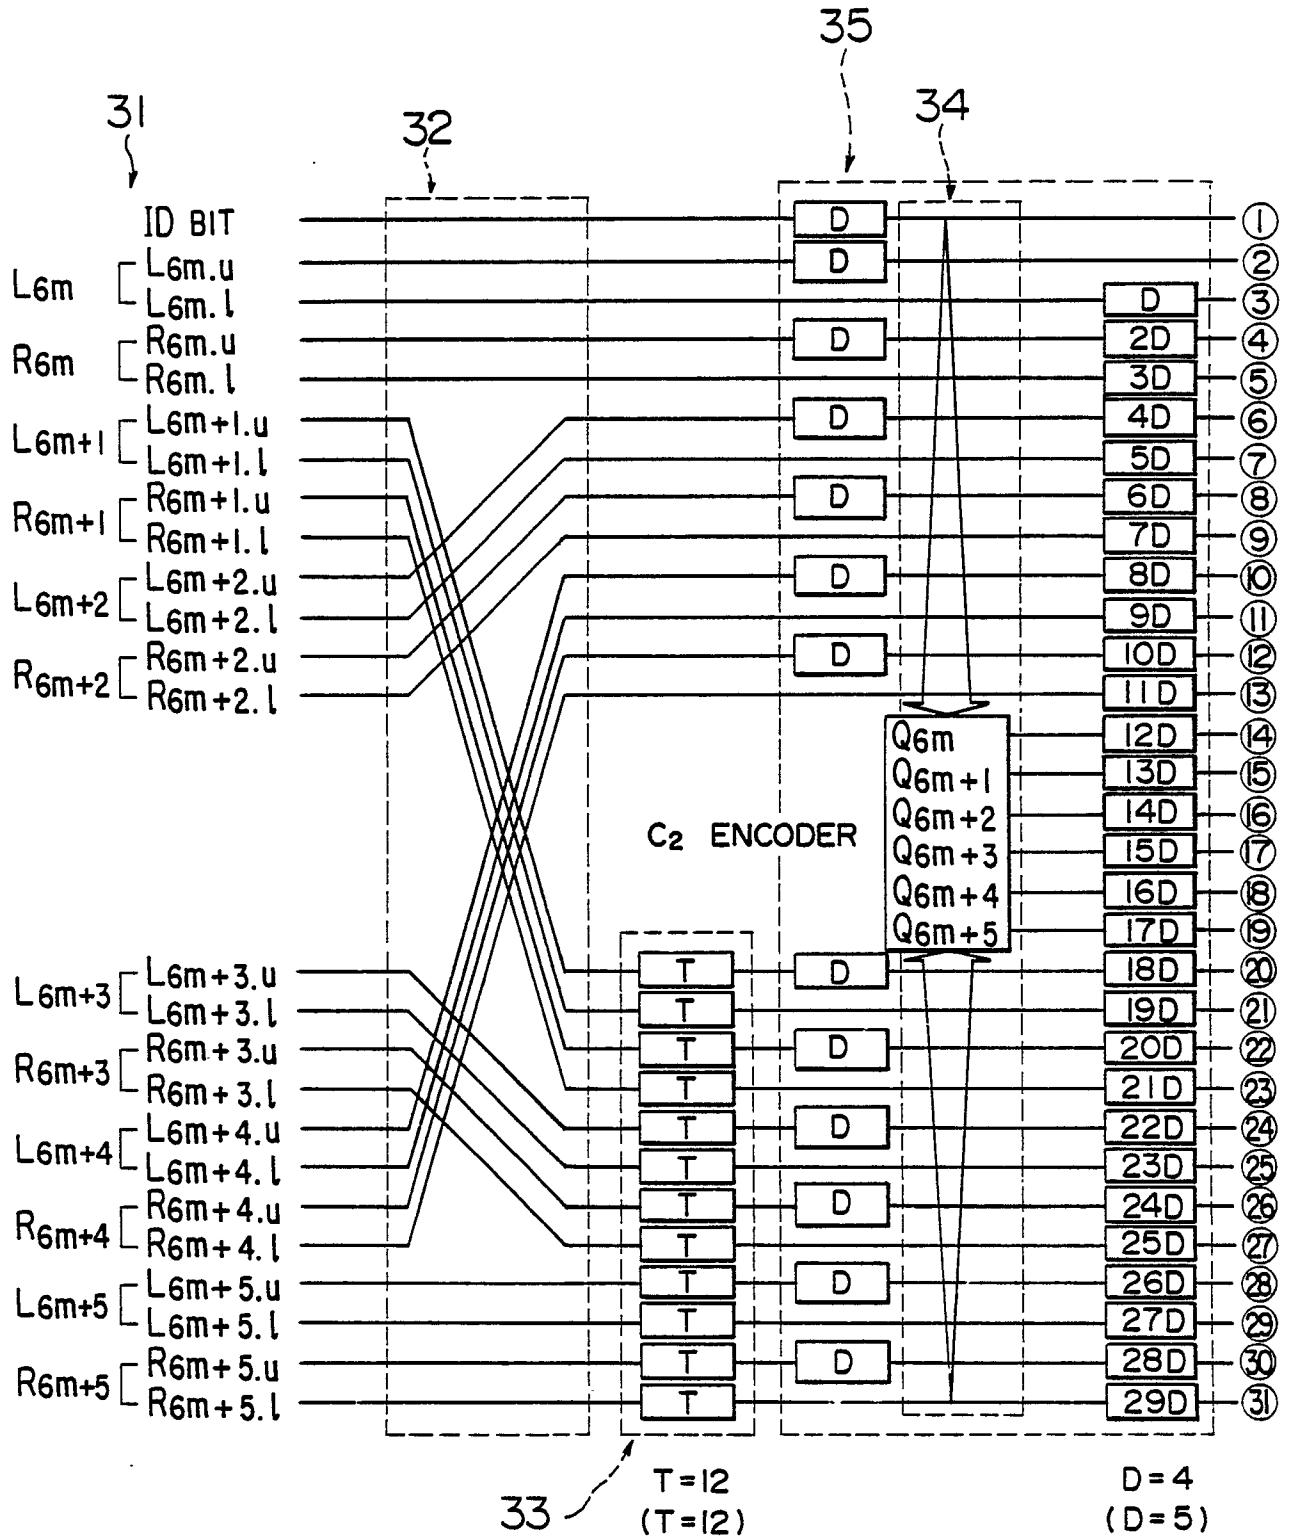 35
34
31
32
ID BIT D ①
L6m L6m.u D ②
L6m.l D ③
R6m R6m.u D 2D ④
R6m.l 3D ⑤
L6m+1 L6m+1.u D 4D ⑥
L6m+1.l 5D ⑦
R6m+1 R6m+1.u D 6D ⑧
R6m+1.l 7D ⑨
L6m+2 L6m+2.u D 8D ⑩
L6m+2.l 9D ⑪
R6m+2 R6m+2.u D 10D ⑫
R6m+2.l 11D ⑬
Q6m 12D ⑭
Q6m+1 13D ⑮
Q6m+2 14D ⑯
C2 ENCODER
Q6m+3 15D ⑰
Q6m+4 16D ⑱
Q6m+5 17D ⑲
L6m+3 L6m+3.u T D 18D ⑳
L6m+3.l T 19D ㉑
R6m+3 R6m+3.u T D 20D ㉒
R6m+3.l T 21D ㉓
L6m+4 L6m+4.u T D 22D ㉔
L6m+4.l T 23D ㉕
R6m+4 R6m+4.u T D 24D ㉖
R6m+4.l T 25D ㉗
L6m+5 L6m+5.u T D 26D ㉘
L6m+5.l T 27D ㉙
R6m+5 R6m+5.u T D 28D ㉚
R6m+5.l T 29D ㉛
33
T=12
(T=12)
D=4
(D=5)